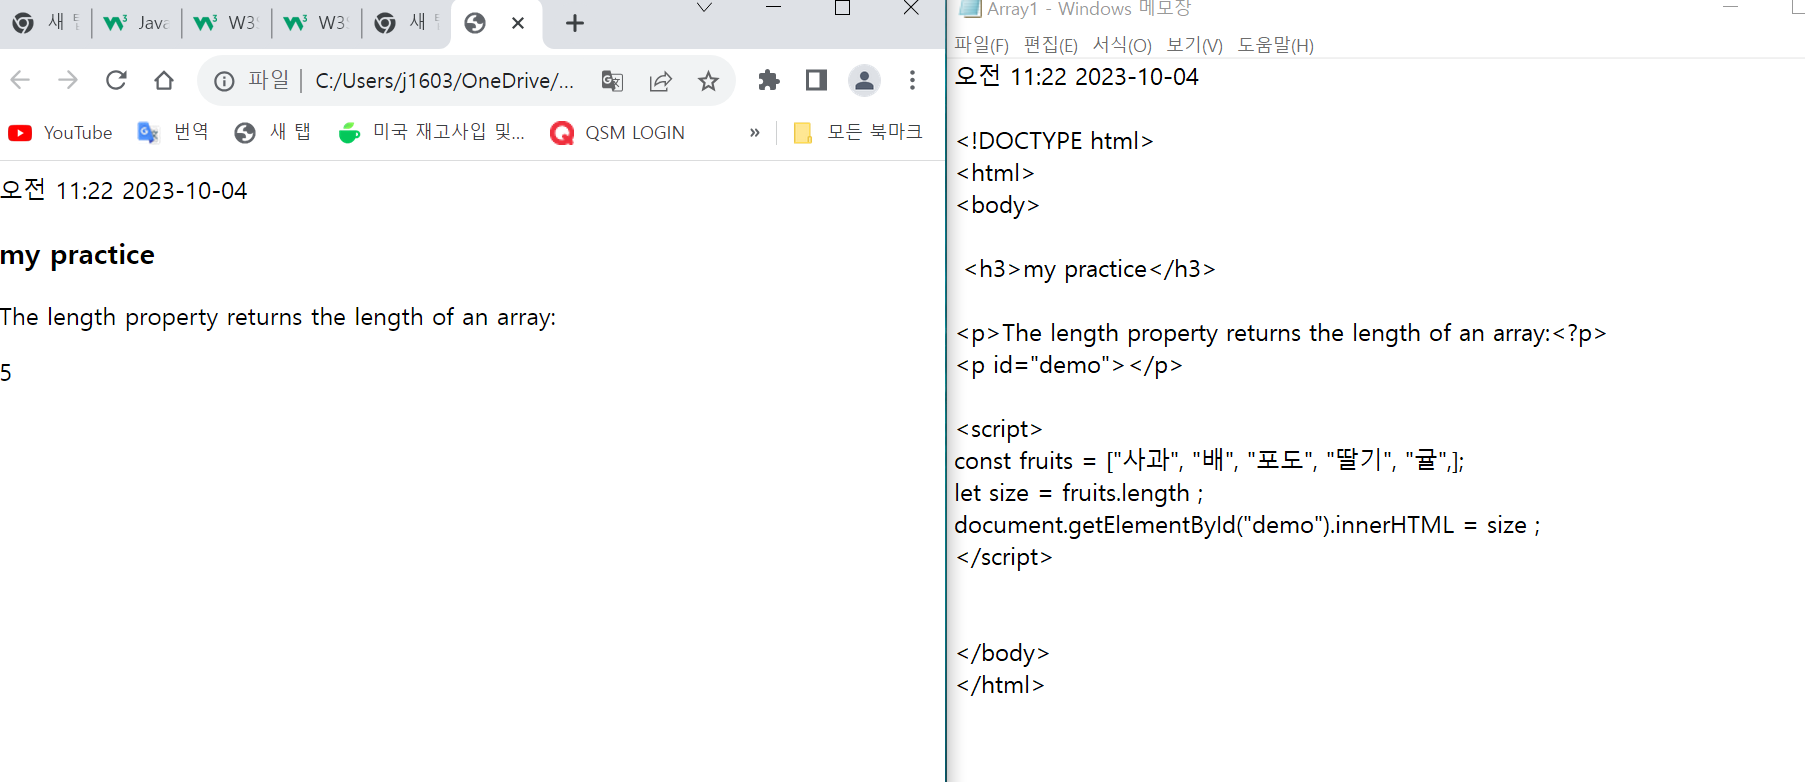 새
Java
W3
W3
새
파일 | C:/Users/j1603/OneDrive/...
YouTube 번역 새 탭 미국 재고사입 및... QSM LOGIN » 모든 북마크
오전 11:22 2023-10-04
my practice
The length property returns the length of an array:
5
Array1 - Windows 메모장
파일(F) 편집(E) 서식(O) 보기(V) 도움말(H)
오전 11:22 2023-10-04
<!DOCTYPE html>
<html>
<body>
<h3>my practice</h3>
<p>The length property returns the length of an array:<?p>
<p id="demo"></p>
<script>
const fruits = ["사과", "배", "포도", "딸기", "귤",];
let size = fruits.length ;
document.getElementById("demo").innerHTML = size ;
</script>
</body>
</html>